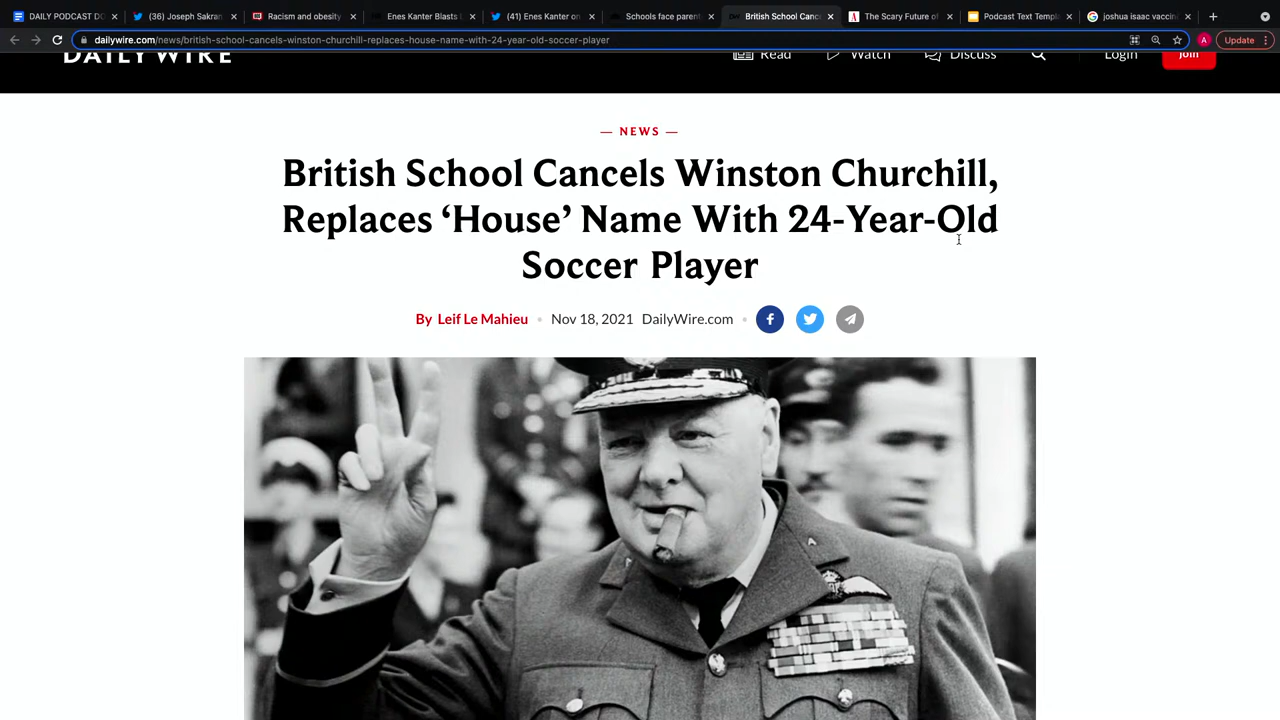 DAILY PODCAST DO
(36) Joseph Sakran
Racism and obesity
Enes Kanter Blasts
(41) Enes Kanter on
Schools face parent
British School Canc
The Scary Future of
Podcast Text Templ
joshua isaac vaccin
dailywire.com/news/british-school-cancels-winston-churchill-replaces-house-name-with-24-year-old-soccer-player
A
Update
DAILY WIRE
Read
Watch
Discuss
Login
Join
— NEWS —
British School Cancels Winston Churchill,
Replaces ‘House’ Name With 24-Year-Old
Soccer Player
By Leif Le Mahieu • Nov 18, 2021 DailyWire.com •